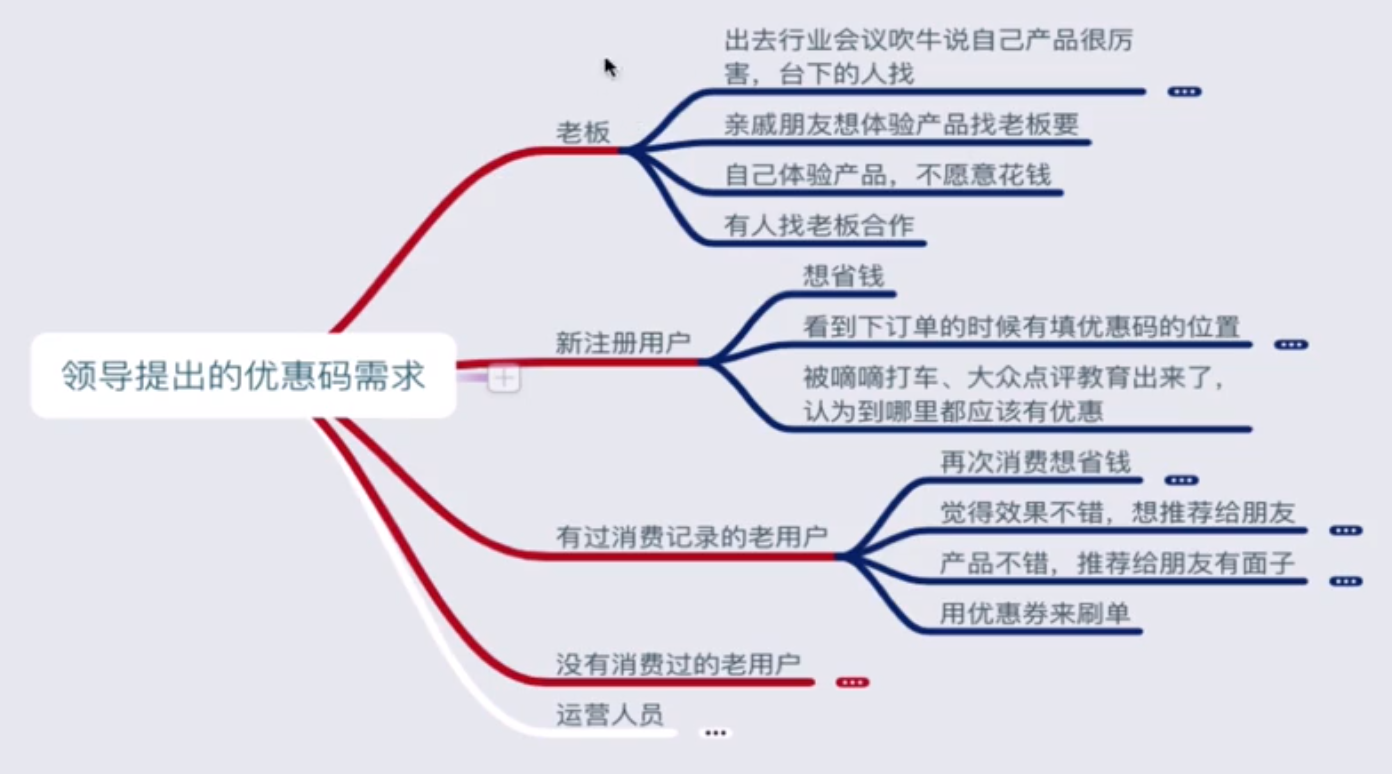 出去行业会议吹牛说自己产品很厉
害，台下的人找
老板
亲戚朋友想体验产品找老板要
自己体验产品，不愿意花钱
有人找老板合作
想省钱
新注册用户
看到下订单的时候有填优惠码的位置
领导提出的优惠码需求
被嘀嘀打车、大众点评教育出来了，
认为到哪里都应该有优惠
再次消费想省钱
觉得效果不错，想推荐给朋友
有过消费记录的老用户
产品不错，推荐给朋友有面子
用优惠券来刷单
没有消费过的老用户
运营人员